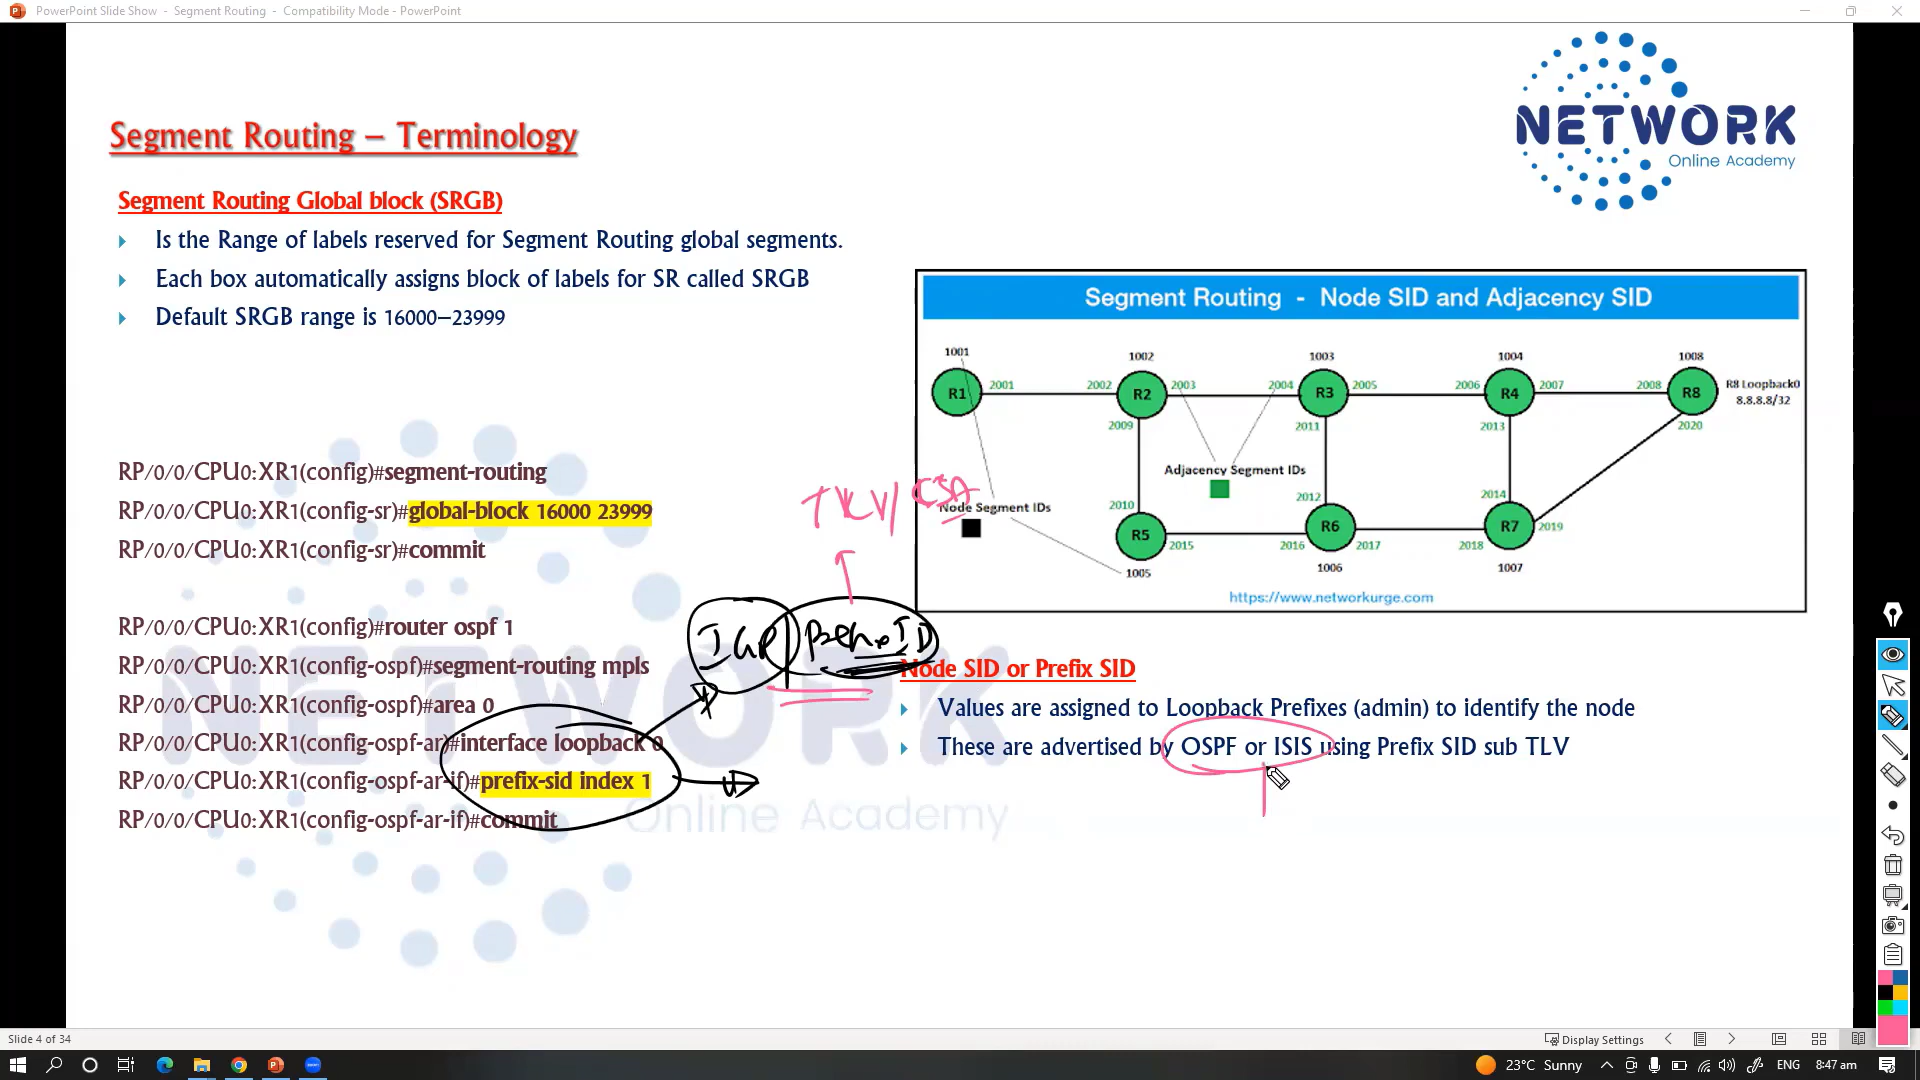 PowerPoint Slide Show - Segment Routing - Compatibility Mode - PowerPoint
NETWORK
Online Academy
Segment Routing – Terminology
Segment Routing Global block (SRGB)
Is the Range of labels reserved for Segment Routing global segments.
Each box automatically assigns block of labels for SR called SRGB
Default SRGB range is 16000–23999
RP/0/0/CPU0:XR1(config)#segment-routing
RP/0/0/CPU0:XR1(config-sr)#global-block 16000 23999
RP/0/0/CPU0:XR1(config-sr)#commit
RP/0/0/CPU0:XR1(config)#router ospf 1
RP/0/0/CPU0:XR1(config-ospf)#segment-routing mpls
RP/0/0/CPU0:XR1(config-ospf)#area 0
RP/0/0/CPU0:XR1(config-ospf-ar)#interface loopback 0
RP/0/0/CPU0:XR1(config-ospf-ar-if)#prefix-sid index 1
RP/0/0/CPU0:XR1(config-ospf-ar-if)#commit
NETWORK
Online Academy
TLV/
IGP
Segment Routing - Node SID and Adjacency SID
1001 1002 1003 1004 1008
R1 2001 2002 R2 2003 2004 R3 2005 2006 R4 2007 2008 R8
R8 Loopback0
8.8.8.8/32
2009 2011 2013 2020
Adjacency Segment IDs
Node Segment IDs
2010 2012 2014
R5 2015 2016 R6 2017 2018 R7 2019
1005 1006 1007
https://www.networkurge.com
Node SID or Prefix SID
Values are assigned to Loopback Prefixes (admin) to identify the node
These are advertised by OSPF or ISIS using Prefix SID sub TLV
Slide 4 of 34
Display Settings
23°C Sunny
ENG
8:47 am